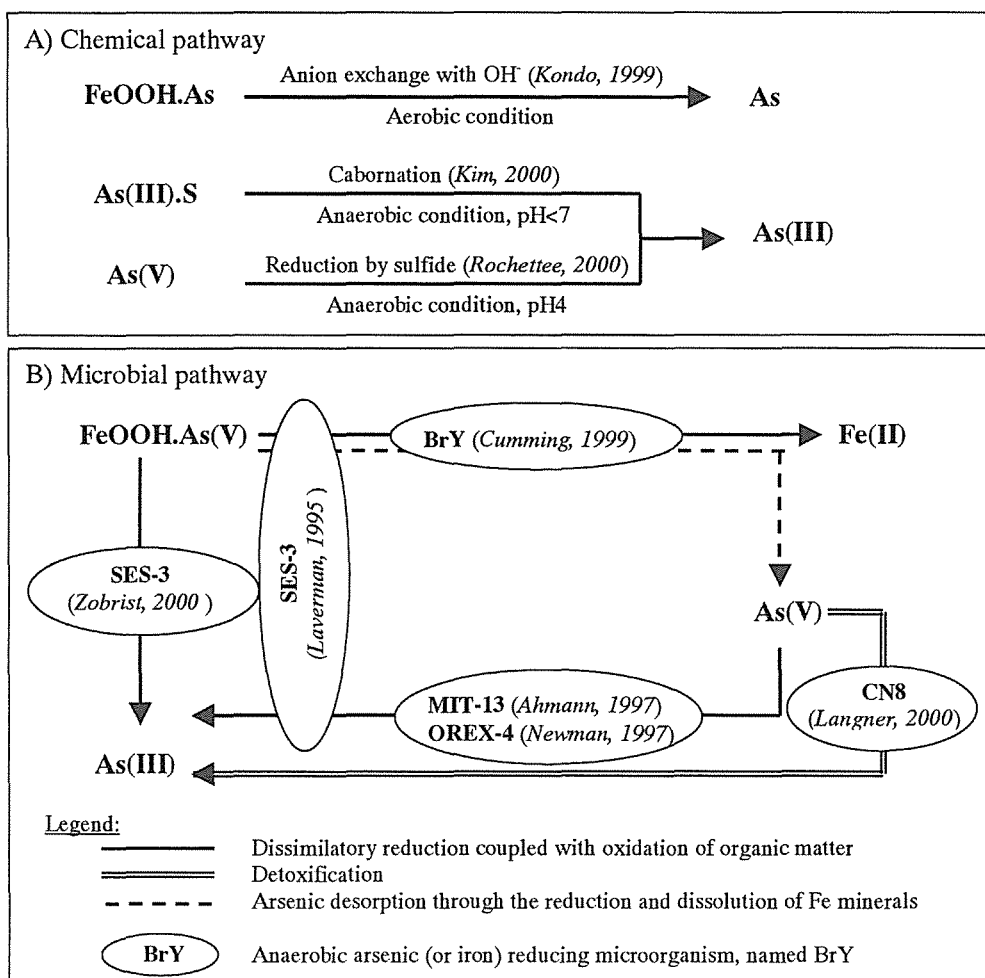 A) Chemical pathway
Anion exchange with OH⁻ (Kondo, 1999)
FeOOH.As
As
Aerobic condition
Cabornation (Kim, 2000)
As(III).S
Anaerobic condition, pH<7
As(III)
Reduction by sulfide (Rochettee, 2000)
As(V)
Anaerobic condition, pH4
B) Microbial pathway
FeOOH.As(V)
BrY (Cumming, 1999)
Fe(II)
SES-3
(Laverman, 1995 )
SES-3
(Zobrist, 2000 )
As(V)
CN8
(Langner, 2000)
MIT-13 (Ahmann, 1997)
OREX-4 (Newman, 1997)
As(III)
Legend:
Dissimilatory reduction coupled with oxidation of organic matter
Detoxification
Arsenic desorption through the reduction and dissolution of Fe minerals
BrY
Anaerobic arsenic (or iron) reducing microorganism, named BrY